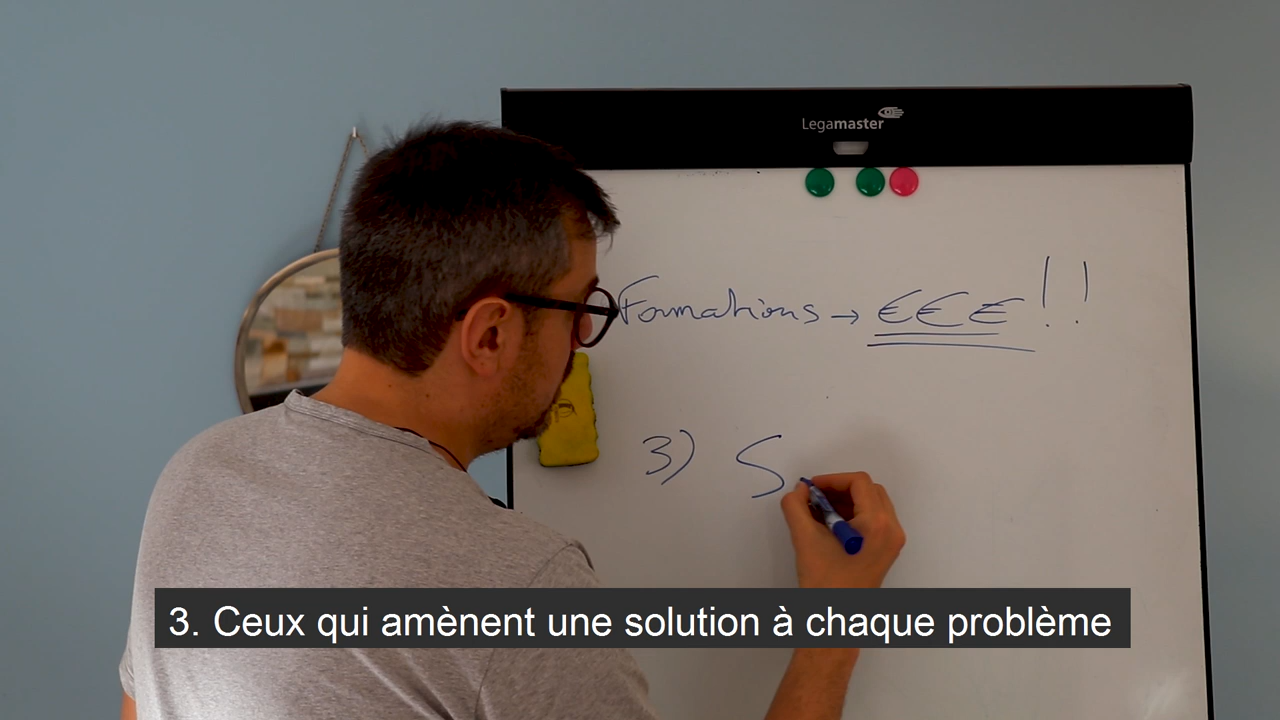 Legamaster
Formations → €€€!!
3) S
3. Ceux qui amènent une solution à chaque problème